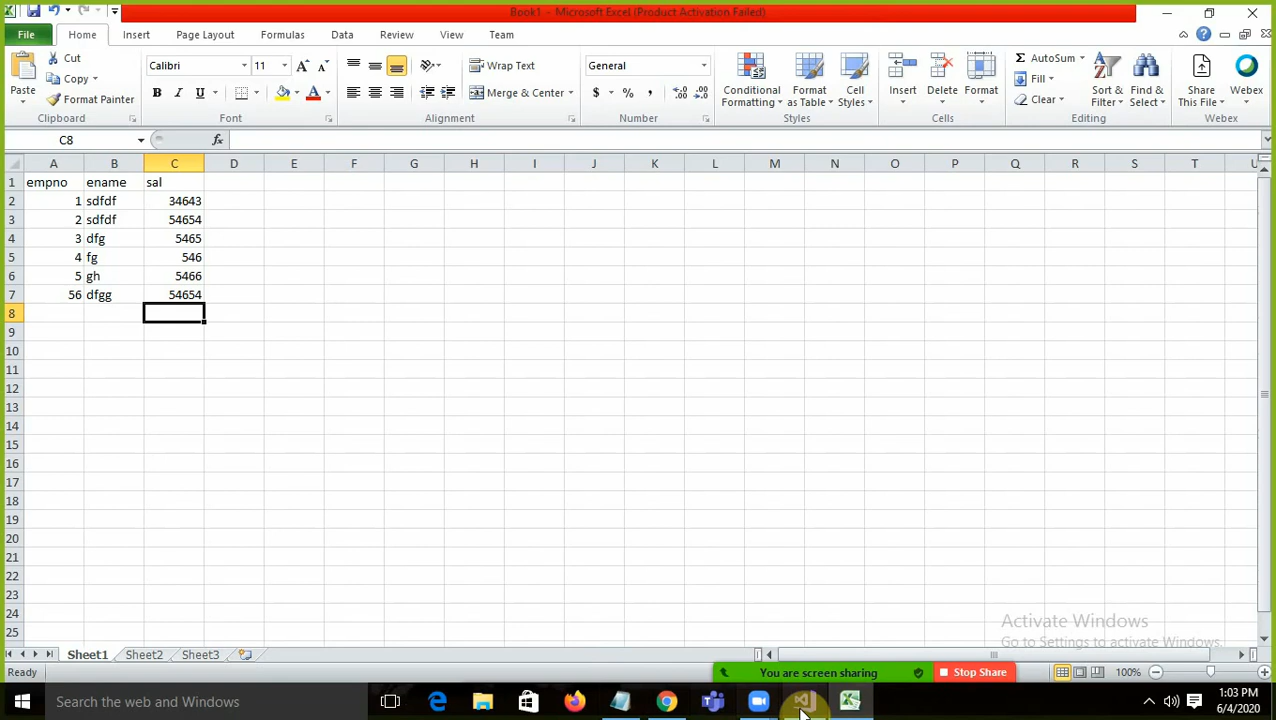 Book1 - Microsoft Excel (Product Activation Failed)
File Home Insert Page Layout Formulas Data Review View Team
Paste Cut Copy Format Painter Clipboard
Calibri 11 B I U A Font
Wrap Text Merge & Center Alignment
General $ % , Number
Conditional Formatting Format as Table Cell Styles Styles
Insert Delete Format Cells
Σ AutoSum Fill Clear Sort & Filter Find & Select Editing
Share This File Webex Webex
C8 fx
A B C D E F G H I J K L M N O P Q R S T U
1 empno ename sal
2 1 sdfdf 34643
3 2 sdfdf 54654
4 3 dfg 5465
5 4 fg 546
6 5 gh 5466
7 56 dfgg 54654
8
9
10
11
12
13
14
15
16
17
18
19
20
21
22
23
24
25
Activate Windows
Go to Settings to activate Windows.
Sheet1 Sheet2 Sheet3
Ready You are screen sharing Stop Share 100%
Search the web and Windows
1:03 PM
6/4/2020